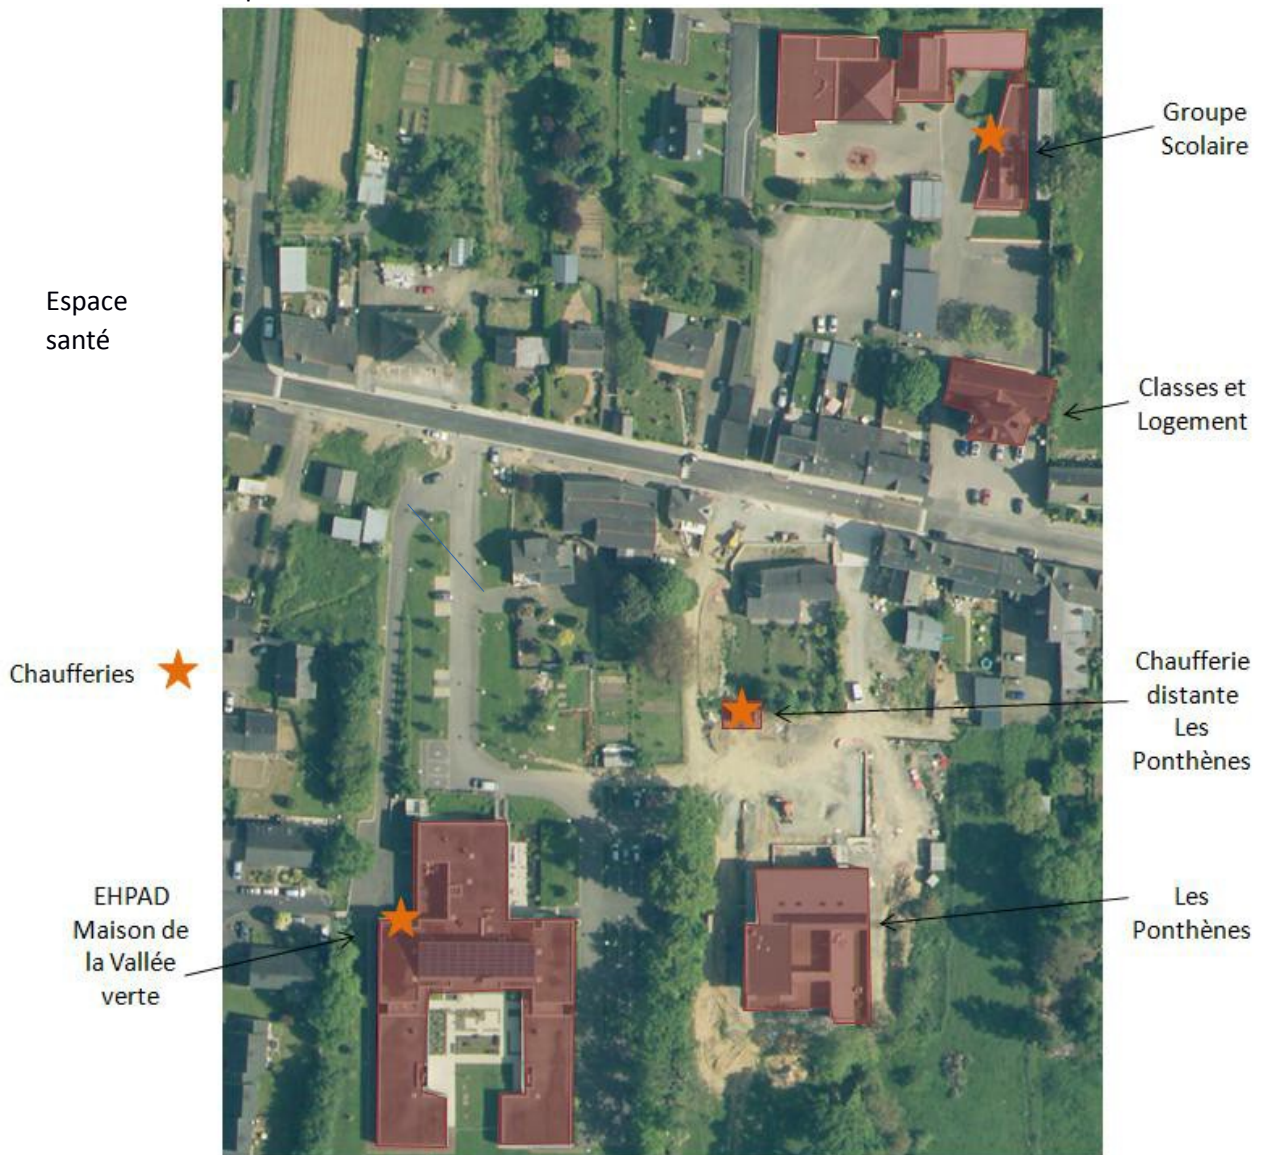 Groupe
Scolaire
Espace
santé
Classes et
Logement
Chaufferies
Chaufferie
distante
Les
Ponthènes
EHPAD
Maison de
la Vallée
verte
Les
Ponthènes